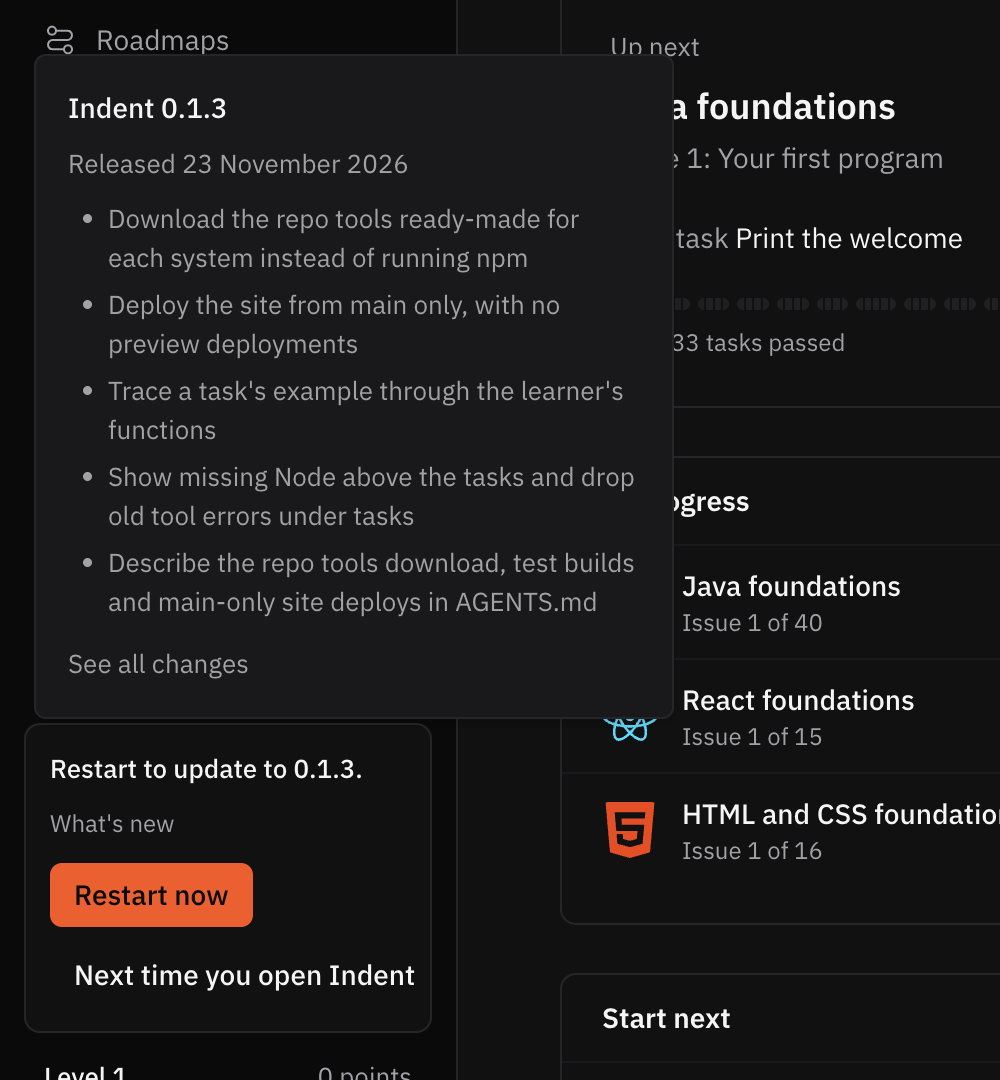 Roadmaps
Indent 0.1.3
Released 23 November 2026
Download the repo tools ready-made for
each system instead of running npm
Deploy the site from main only, with no
preview deployments
Trace a task's example through the learner's
functions
Show missing Node above the tasks and drop
old tool errors under tasks
Describe the repo tools download, test builds
and main-only site deploys in AGENTS.md
See all changes
Restart to update to 0.1.3.
What's new
Restart now
Next time you open Indent
Level 1
0 points
Up next
a foundations
1: Your first program
task Print the welcome
33 tasks passed
ogress
Java foundations
Issue 1 of 40
React foundations
Issue 1 of 15
HTML and CSS foundation
Issue 1 of 16
Start next